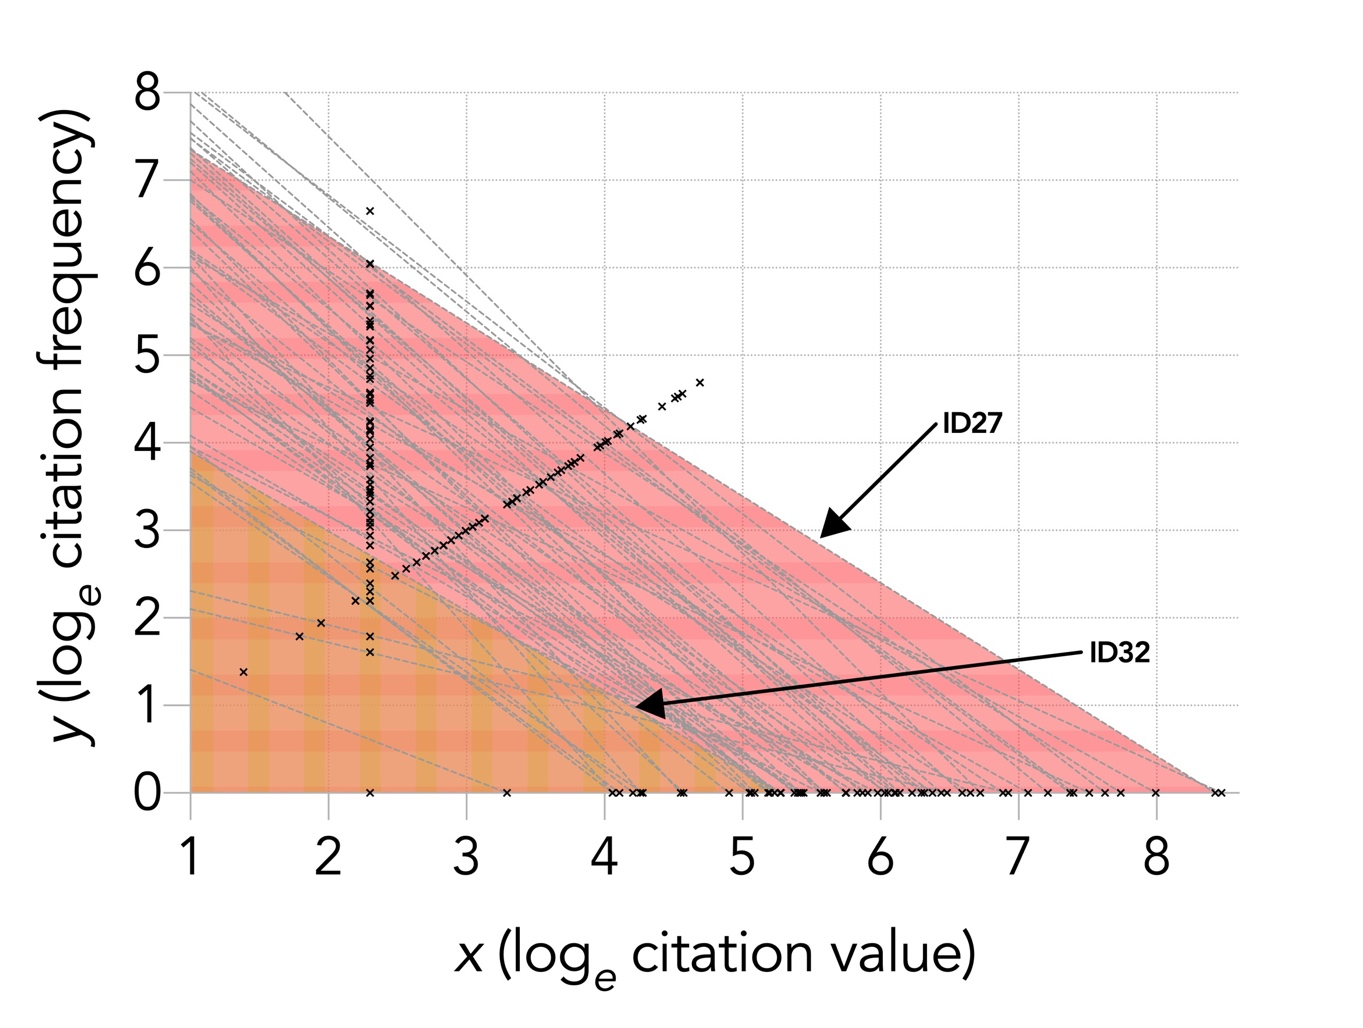 y (logₑ citation frequency)
8
7
6
5
4
3
2
1
0
ID27
ID32
1 2 3 4 5 6 7 8
x (logₑ citation value)